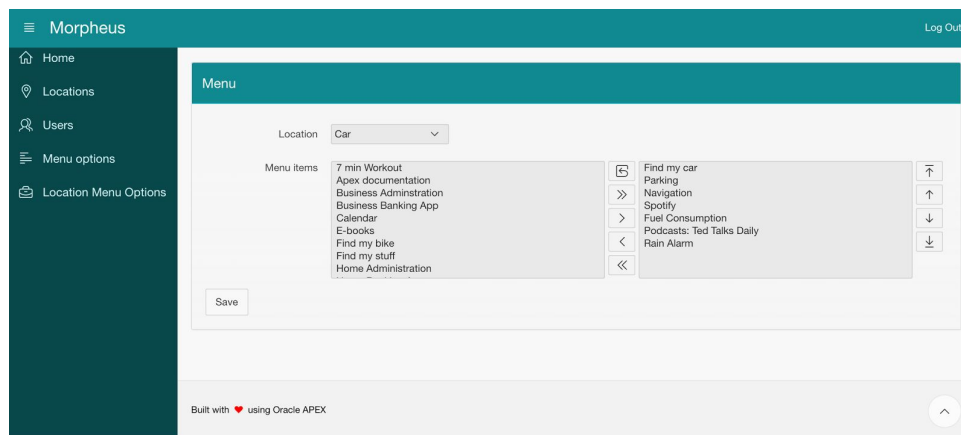 Morpheus
Log Out
Home
Locations
Users
Menu options
Location Menu Options
Menu
Location
Car
Menu items
7 min Workout
Apex documentation
Business Adminstration
Business Banking App
Calendar
E-books
Find my bike
Find my stuff
Home Administration
Find my car
Parking
Navigation
Spotify
Fuel Consumption
Podcasts: Ted Talks Daily
Rain Alarm
Save
Built with ❤ using Oracle APEX